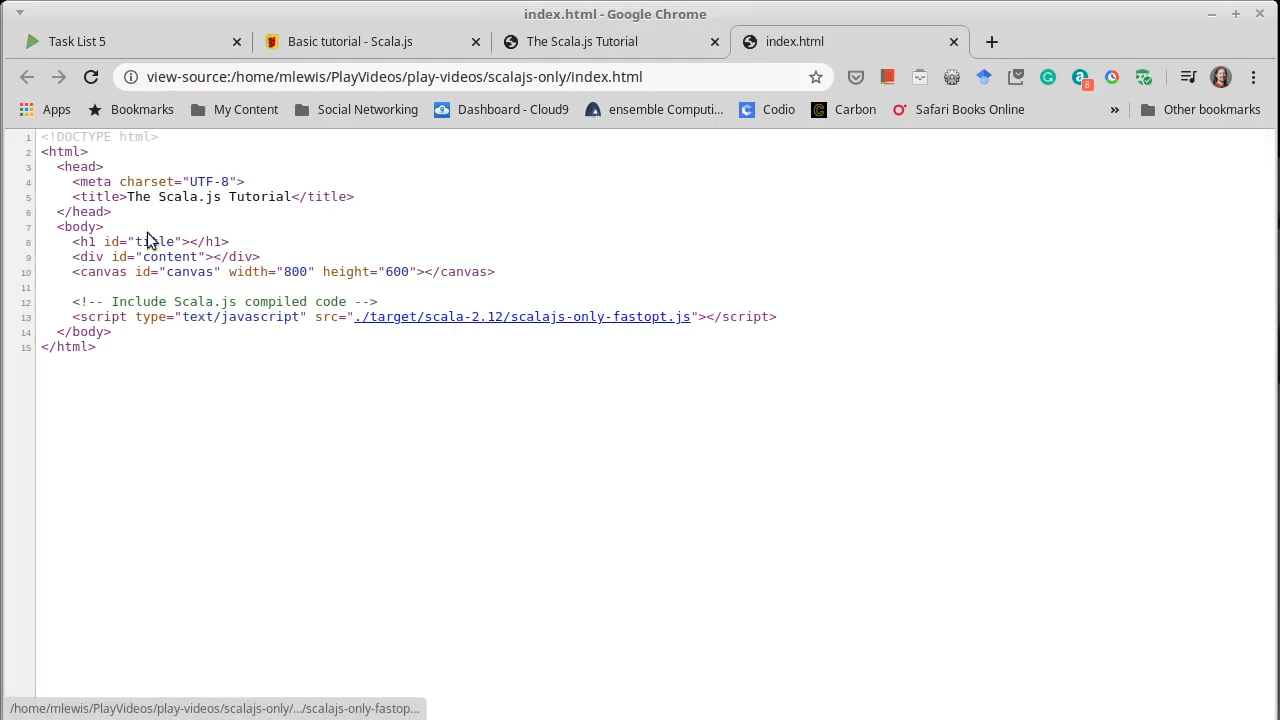 index.html - Google Chrome
Task List 5
Basic tutorial - Scala.js
The Scala.js Tutorial
index.html
view-source:/home/mlewis/PlayVideos/play-videos/scalajs-only/index.html
8
Apps
Bookmarks
My Content
Social Networking
Dashboard - Cloud9
ensemble Computi...
Codio
Carbon
Safari Books Online
»
Other bookmarks
1 <!DOCTYPE html>
2 <html>
3 <head>
4 <meta charset="UTF-8">
5 <title>The Scala.js Tutorial</title>
6 </head>
7 <body>
8 <h1 id="title"></h1>
9 <div id="content"></div>
10 <canvas id="canvas" width="800" height="600"></canvas>
11
12 <!-- Include Scala.js compiled code -->
13 <script type="text/javascript" src="./target/scala-2.12/scalajs-only-fastopt.js"></script>
14 </body>
15 </html>
/home/mlewis/PlayVideos/play-videos/scalajs-only/.../scalajs-only-fastop...